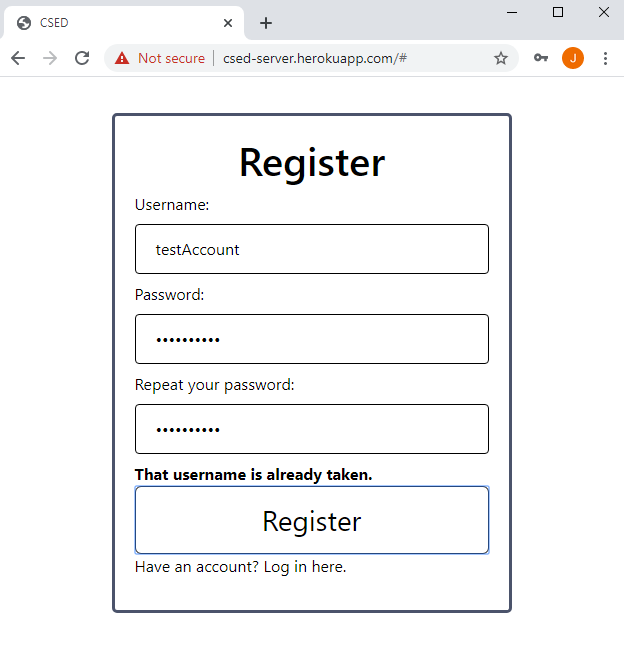 CSED
Not secure | csed-server.herokuapp.com/#
J
Register
Username:
testAccount
Password:
••••••••••
Repeat your password:
••••••••••
That username is already taken.
Register
Have an account? Log in here.